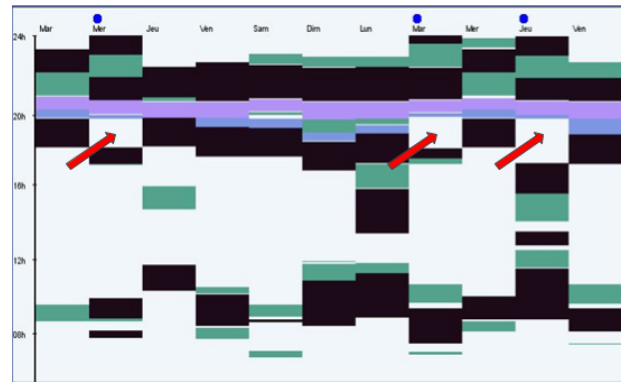 24h
Mar Mer Jeu Ven Sam Dim Lun Mar Mer Jeu Ven
20h
16h
12h
08h